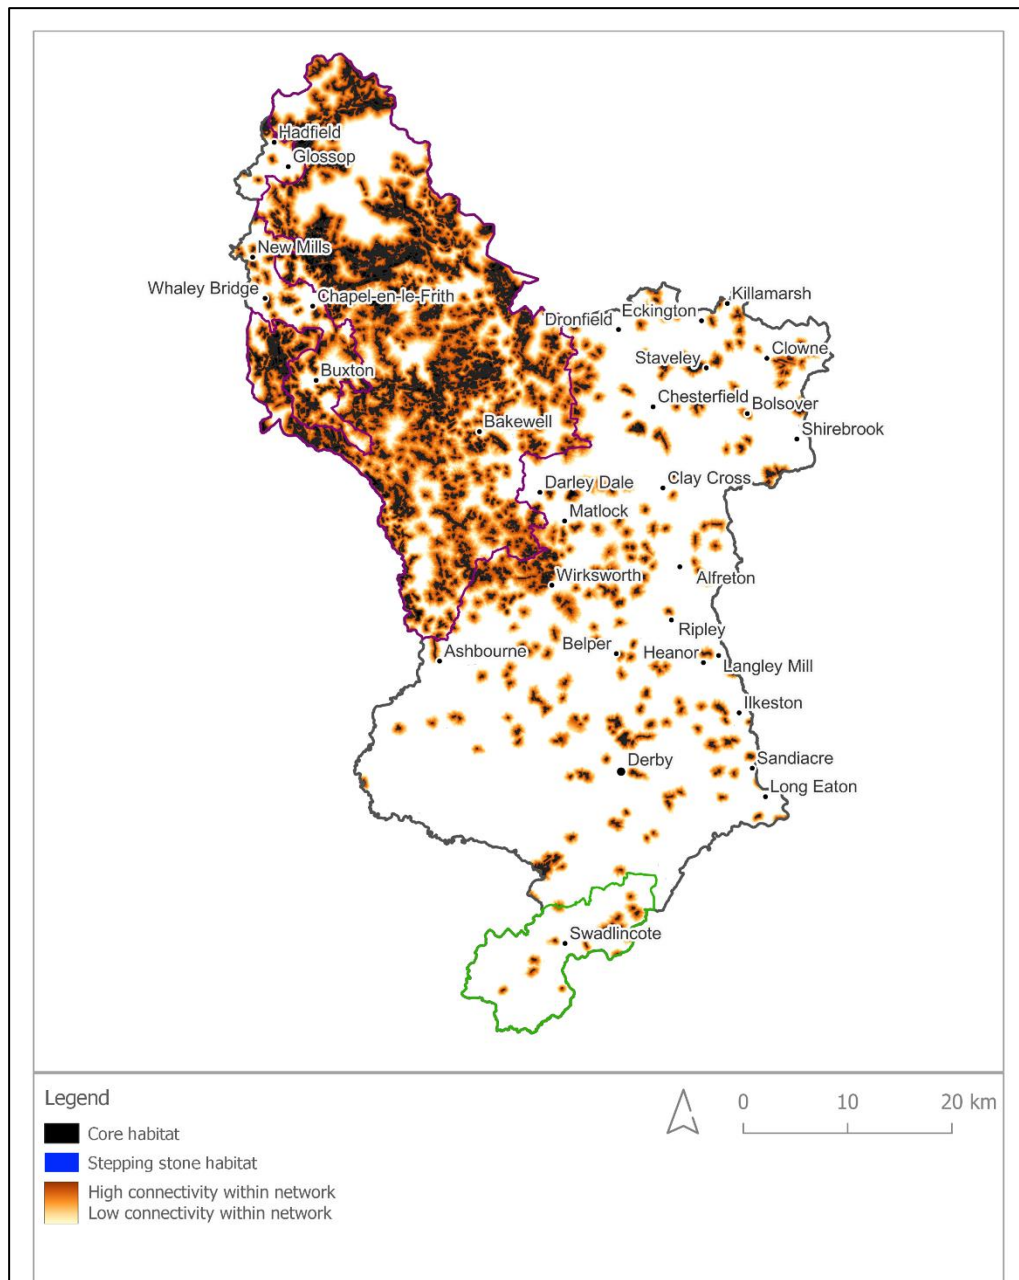 Hadfield
Glossop
New Mills
Whaley Bridge
Chapel-en-le-Frith
Killamarsh
Eckington
Dronfield
Clowne
Staveley
Buxton
Chesterfield
Bolsover
Bakewell
Shirebrook
Darley Dale
Clay Cross
Matlock
Wirksworth
Alfreton
Ripley
Belper
Heanor
Ashbourne
Langley Mill
Ilkeston
Derby
Sandiacre
Long Eaton
Swadlincote
Legend
Core habitat
Stepping stone habitat
High connectivity within network
Low connectivity within network
0 10 20 km